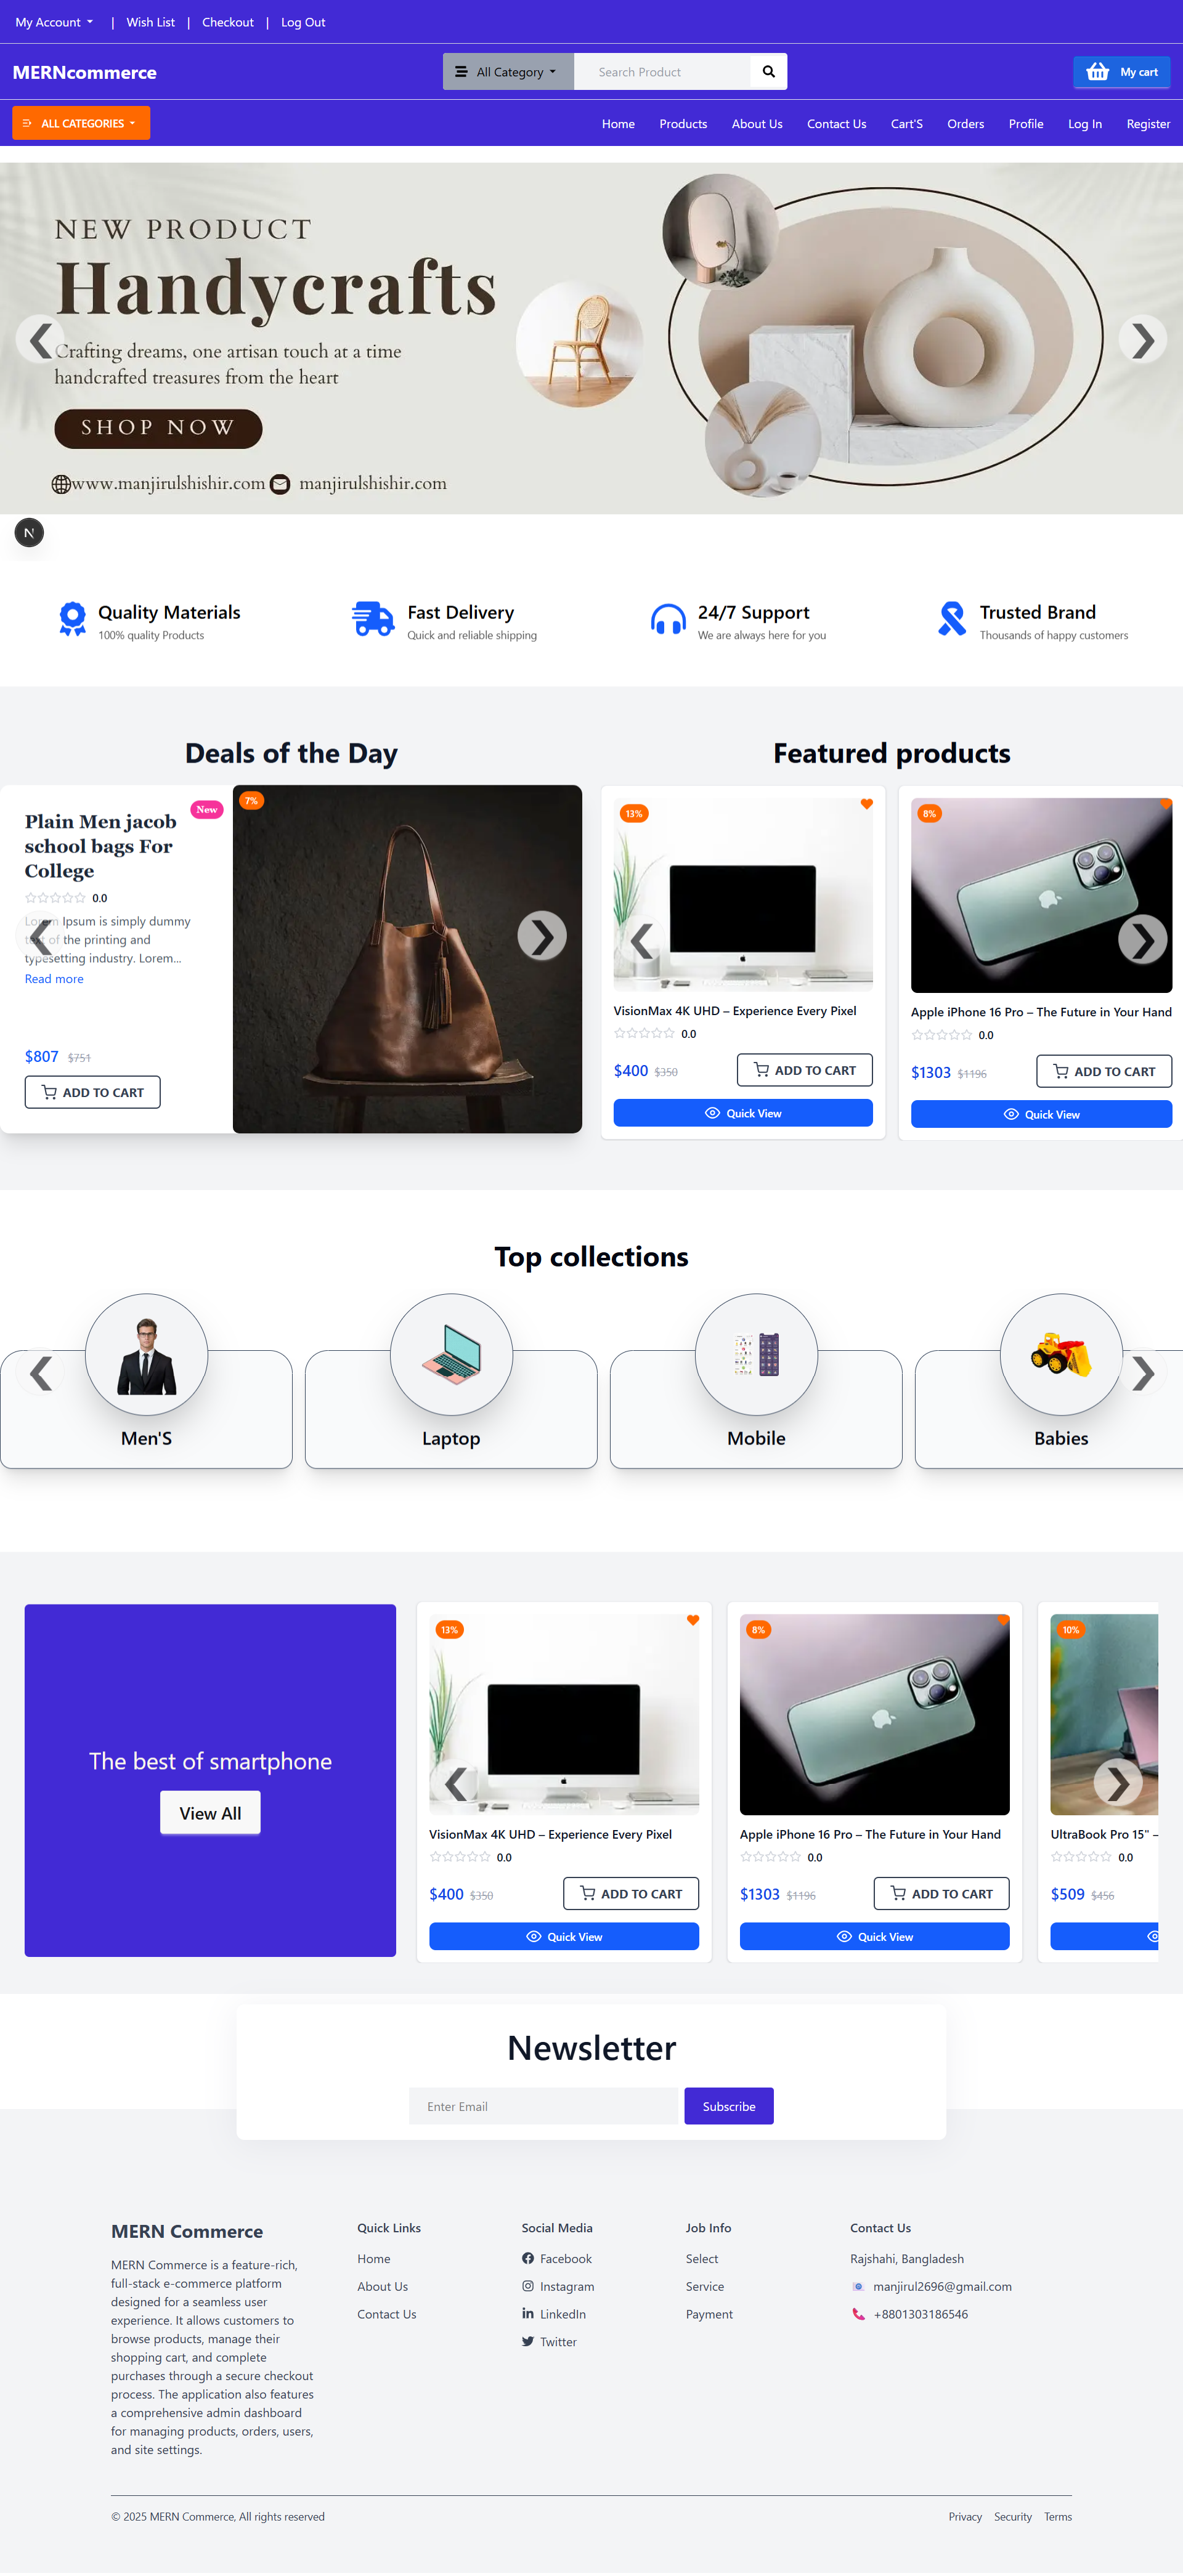 My Account | Wish List | Checkout | Log Out
MERNcommerce
All Category
Search Product
My cart
ALL CATEGORIES
Home Products About Us Contact Us Cart'S Orders Profile Log In Register
NEW PRODUCT
Handycrafts
Crafting dreams, one artisan touch at a time
handcrafted treasures from the heart
SHOP NOW
www.manjirulshishir.com manjirulshishir.com
N
Quality Materials
100% quality Products
Fast Delivery
Quick and reliable shipping
24/7 Support
We are always here for you
Trusted Brand
Thousands of happy customers
Deals of the Day
New
Plain Men jacob
school bags For
College
0.0
Lorem Ipsum is simply dummy
text of the printing and
typesetting industry. Lorem...
Read more
$807 $751
ADD TO CART
7%
Featured products
13%
VisionMax 4K UHD – Experience Every Pixel
0.0
$400 $350
ADD TO CART
Quick View
8%
Apple iPhone 16 Pro – The Future in Your Hand
0.0
$1303 $1196
ADD TO CART
Quick View
Top collections
Men'S
Laptop
Mobile
Babies
The best of smartphone
View All
13%
VisionMax 4K UHD – Experience Every Pixel
0.0
$400 $350
ADD TO CART
Quick View
8%
Apple iPhone 16 Pro – The Future in Your Hand
0.0
$1303 $1196
ADD TO CART
Quick View
10%
UltraBook Pro 15" –
0.0
$509 $456
Newsletter
Enter Email
Subscribe
MERN Commerce
MERN Commerce is a feature-rich,
full-stack e-commerce platform
designed for a seamless user
experience. It allows customers to
browse products, manage their
shopping cart, and complete
purchases through a secure checkout
process. The application also features
a comprehensive admin dashboard
for managing products, orders, users,
and site settings.
Quick Links
Home
About Us
Contact Us
Social Media
Facebook
Instagram
LinkedIn
Twitter
Job Info
Select
Service
Payment
Contact Us
Rajshahi, Bangladesh
manjirul2696@gmail.com
+8801303186546
© 2025 MERN Commerce, All rights reserved
Privacy Security Terms